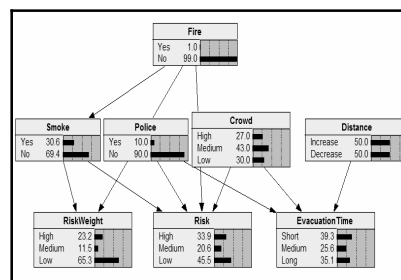 Fire
Yes 1.0
No 99.0
Smoke
Yes 30.6
No 69.4
Police
Yes 10.0
No 90.0
Crowd
High 27.0
Medium 43.0
Low 30.0
Distance
Increase 50.0
Decrease 50.0
RiskWeight
High 23.2
Medium 11.5
Low 65.3
Risk
High 33.9
Medium 20.6
Low 45.5
EvacuationTime
Short 39.3
Medium 25.6
Long 35.1